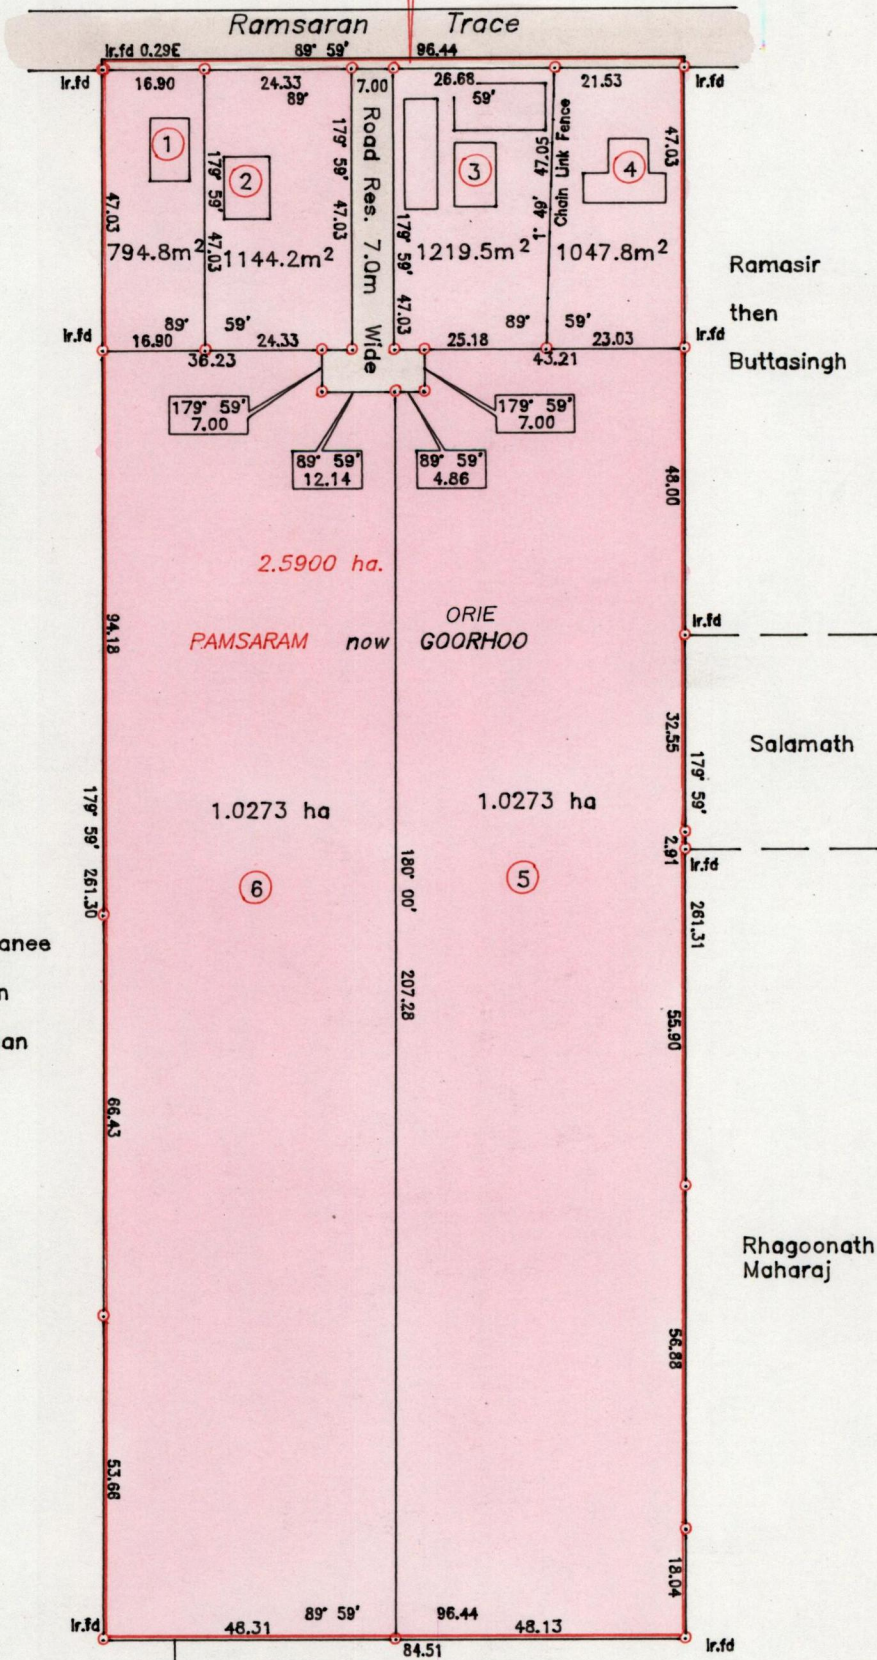 Ramsaran Trace
Ir.fd 0.29E 89° 59' 96.44
Ir.fd 16.90 24.33 7.00 26.68 21.53 Ir.fd
89° 59'
1 2 3 4
47.03
179° 59' 47.03
179° 59' 47.03
Road Res. 7.0m Wide
179° 59' 47.03
1° 49' 47.05
Chain Link Fence
47.03
794.8m² 1144.2m² 1219.5m² 1047.8m²
Ramasir
then
Buttasingh
Ir.fd 89° 59' 89° 59' Ir.fd
16.90 24.33 25.18 23.03
36.23 43.21
179° 59'
7.00
179° 59'
7.00
89° 59'
12.14
89° 59'
4.86
48.00
2.5900 ha.
94.18
ORIE
PAMSARAM now GOORHOO
Ir.fd
32.55
Salamath
179° 59' 261.31
179° 59' 261.30
1.0273 ha 1.0273 ha
2.91
Ir.fd
6 5
180° 00' 207.28
anee
n
an
55.90
66.43
Rhagoonath
Maharaj
56.88
53.66
18.04
Ir.fd 48.31 89° 59' 96.44 48.13 Ir.fd
84.51